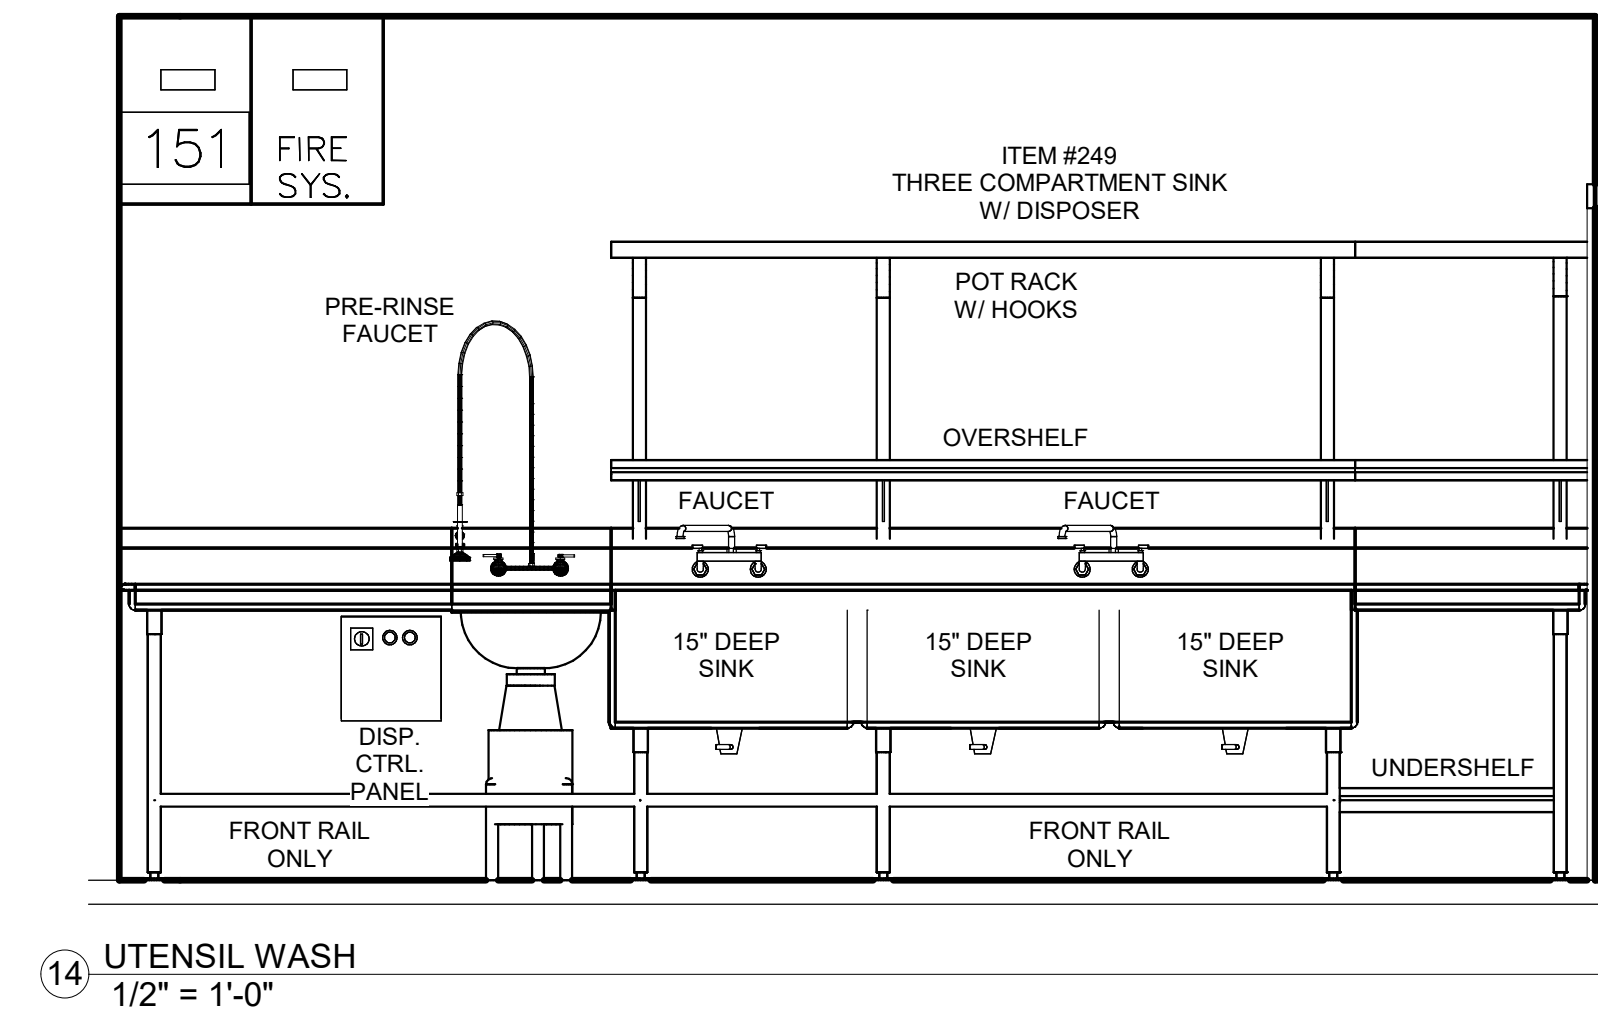 151
FIRE
SYS.
ITEM #249
THREE COMPARTMENT SINK
W/ DISPOSER
POT RACK
W/ HOOKS
PRE-RINSE
FAUCET
OVERSHELF
FAUCET
FAUCET
15" DEEP
SINK
15" DEEP
SINK
15" DEEP
SINK
DISP.
CTRL.
PANEL
UNDERSHELF
FRONT RAIL
ONLY
FRONT RAIL
ONLY
14
UTENSIL WASH
1/2" = 1'-0"